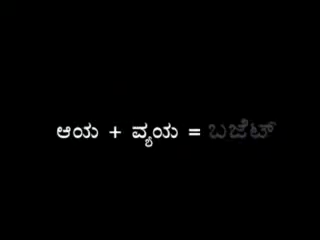 ಆಯ + ವ್ಯಯ = ಬಜೆಟ್